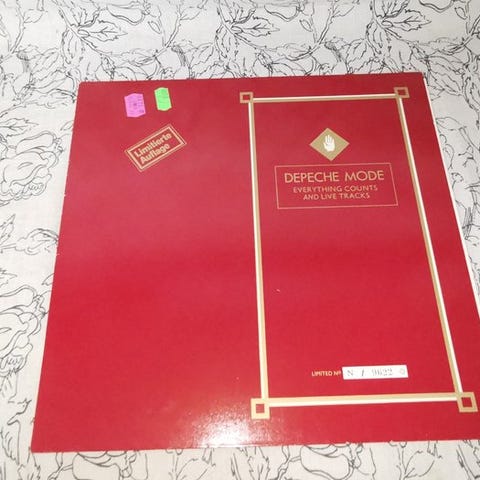 Limitierte
Auflage
DEPECHE MODE
EVERYTHING COUNTS
AND LIVE TRACKS
LIMITED Nº